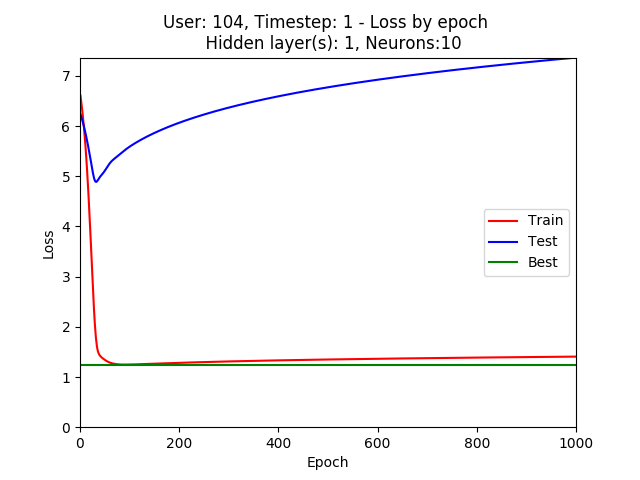 User: 104, Timestep: 1 - Loss by epoch
Hidden layer(s): 1, Neurons:10
7
6
5
4
3
2
1
0
Loss
Train
Test
Best
0 200 400 600 800 1000
Epoch